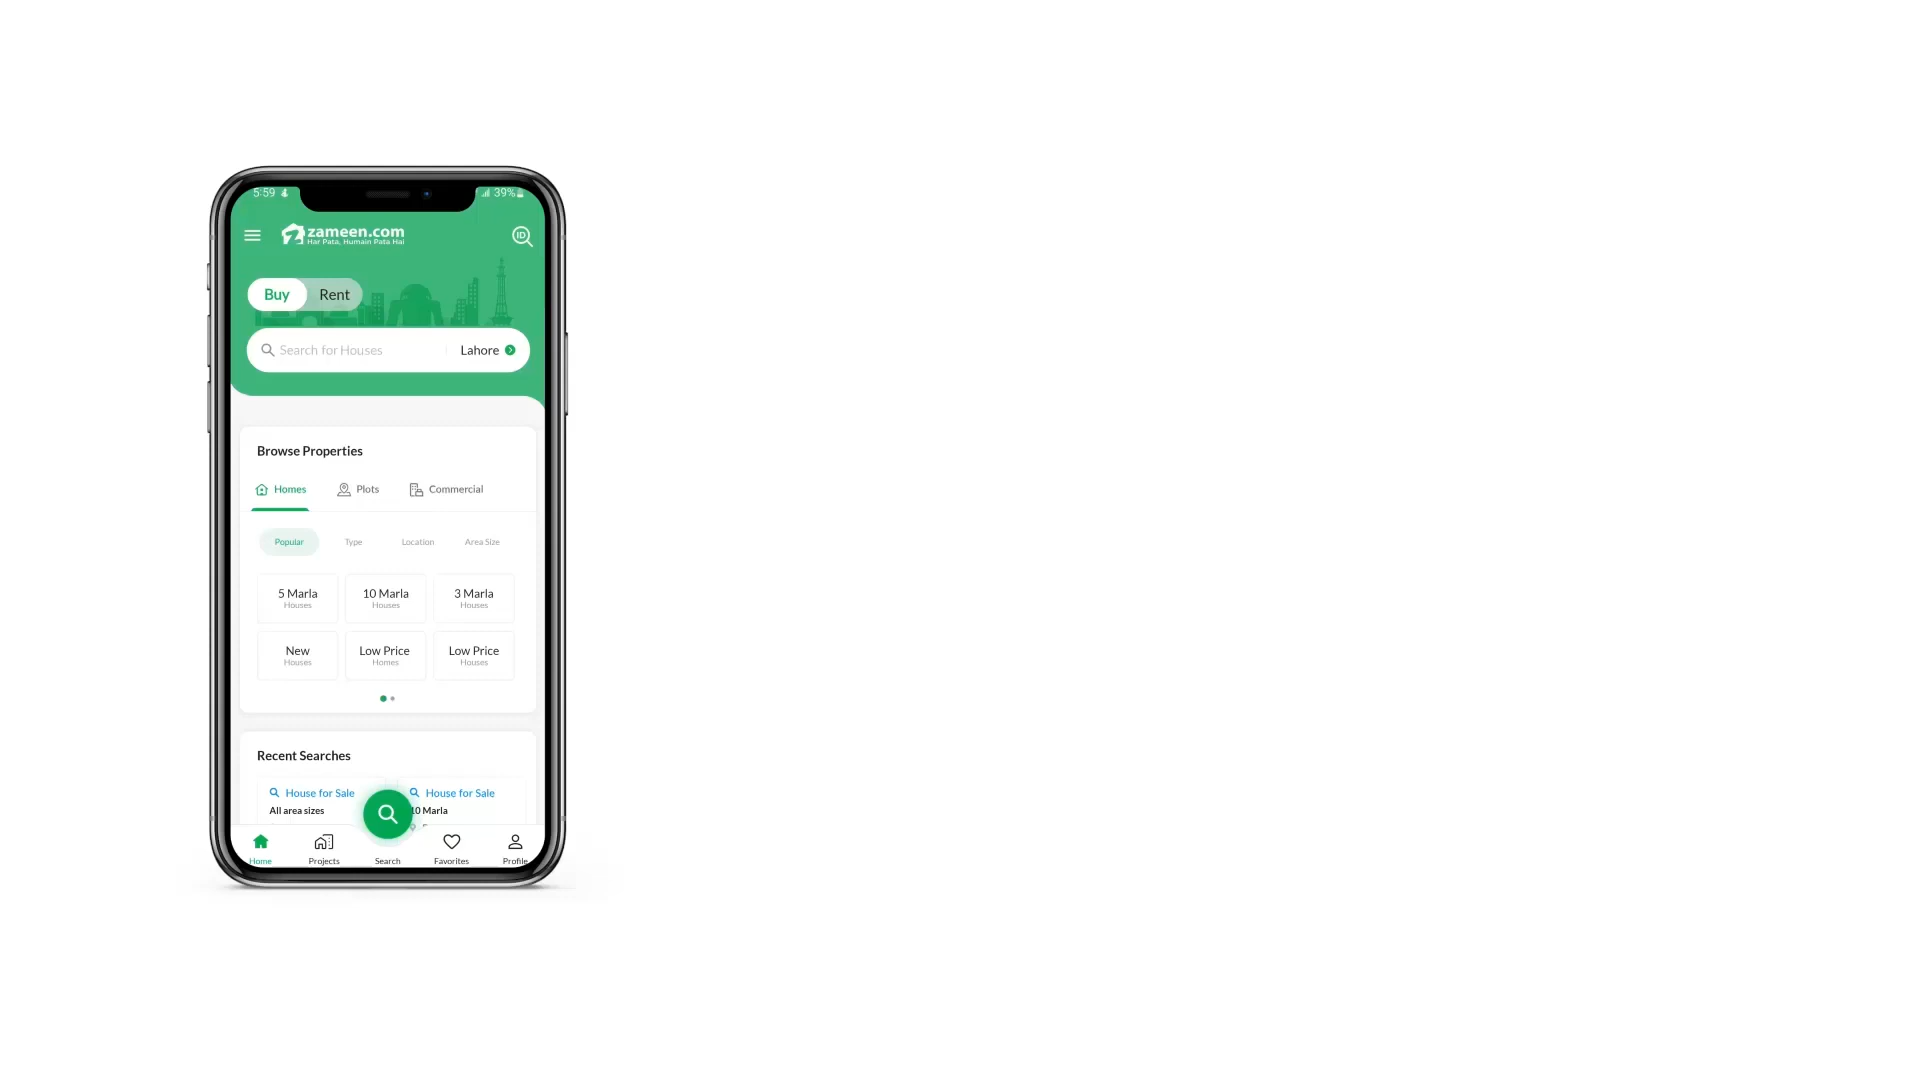 5:59 39%
zameen.com
Har Pata, Humain Pata Hai
ID
Buy Rent
Search for Houses Lahore
Browse Properties
Homes Plots Commercial
Popular Type Location Area Size
5 Marla 10 Marla 3 Marla
Houses Houses Houses
New Low Price Low Price
Houses Homes Houses
Recent Searches
House for Sale House for Sale
All area sizes 10 Marla
Home Projects Search Favorites Profile